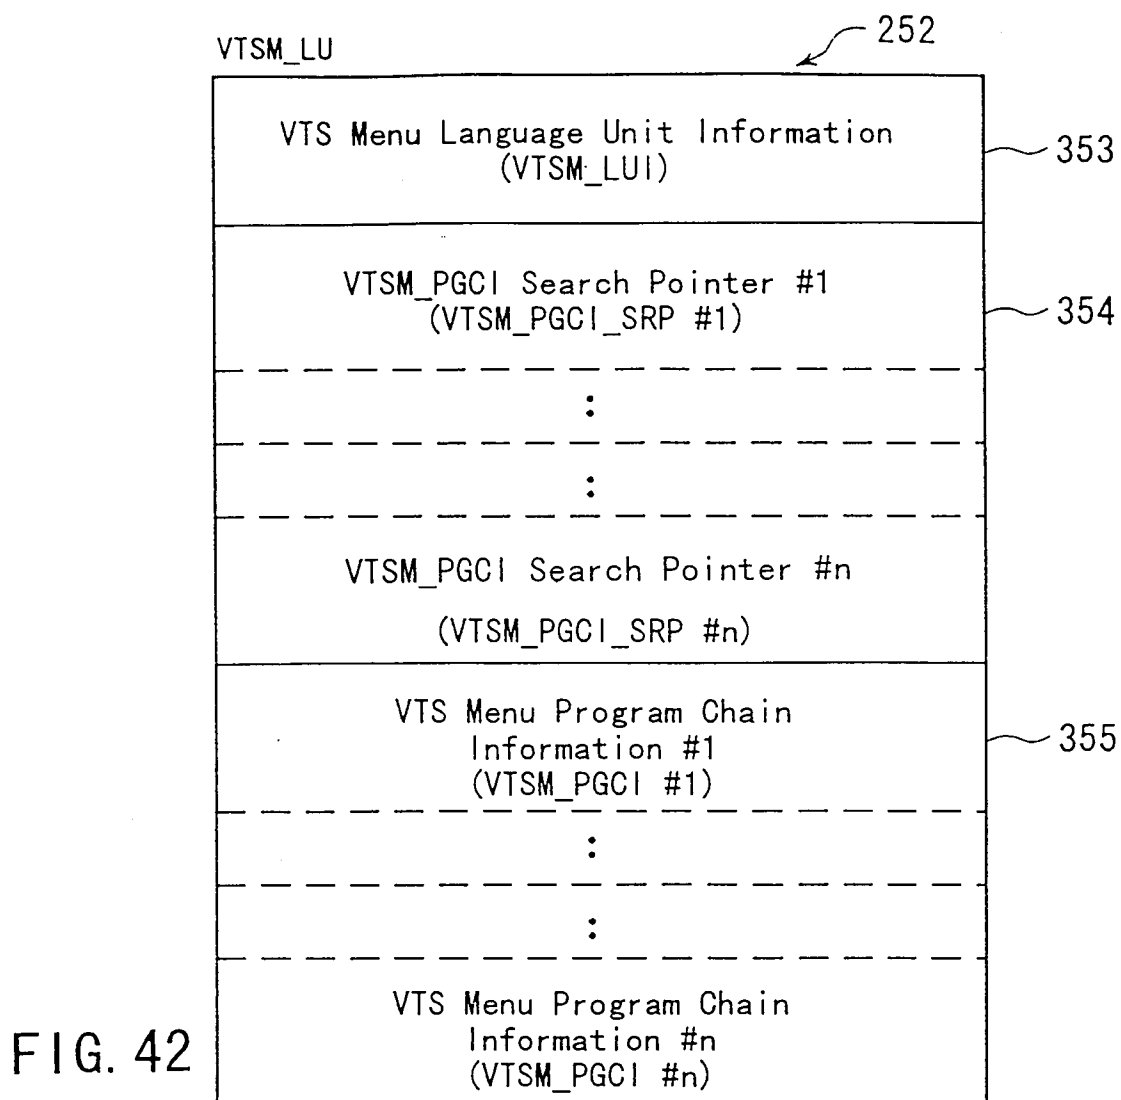 VTSM_LU
252
VTS Menu Language Unit Information
(VTSM_LUI)
353
VTSM_PGCI Search Pointer #1
(VTSM_PGCI_SRP #1)
354
:
:
VTSM_PGCI Search Pointer #n
(VTSM_PGCI_SRP #n)
VTS Menu Program Chain
Information #1
(VTSM_PGCI #1)
355
:
:
VTS Menu Program Chain
Information #n
(VTSM_PGCI #n)
FIG. 42